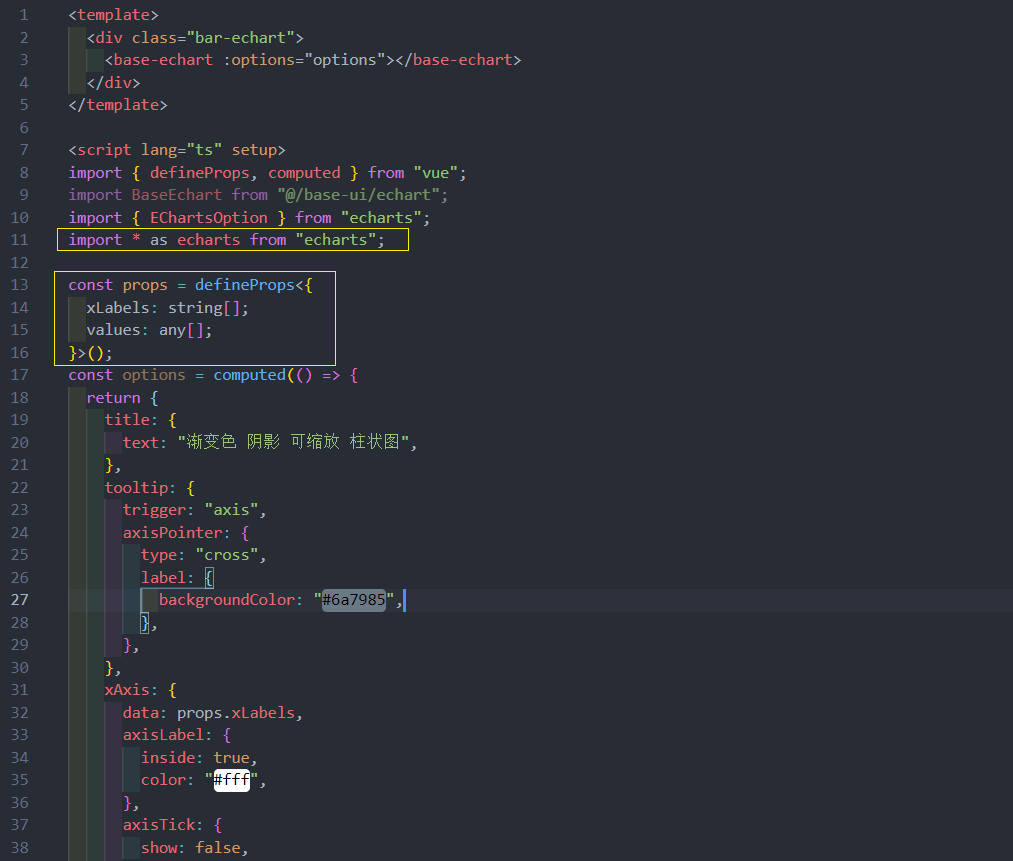 1 <template>
2 <div class="bar-echart">
3 <base-echart :options="options"></base-echart>
4 </div>
5 </template>
6
7 <script lang="ts" setup>
8 import { defineProps, computed } from "vue";
9 import BaseEchart from "@/base-ui/echart";
10 import { EChartsOption } from "echarts";
11 import * as echarts from "echarts";
12
13 const props = defineProps<{
14 xLabels: string[];
15 values: any[];
16 }>();
17 const options = computed(() => {
18 return {
19 title: {
20 text: "渐变色 阴影 可缩放 柱状图",
21 },
22 tooltip: {
23 trigger: "axis",
24 axisPointer: {
25 type: "cross",
26 label: {
27 backgroundColor: "#6a7985",
28 },
29 },
30 },
31 xAxis: {
32 data: props.xLabels,
33 axisLabel: {
34 inside: true,
35 color: "#fff",
36 },
37 axisTick: {
38 show: false,